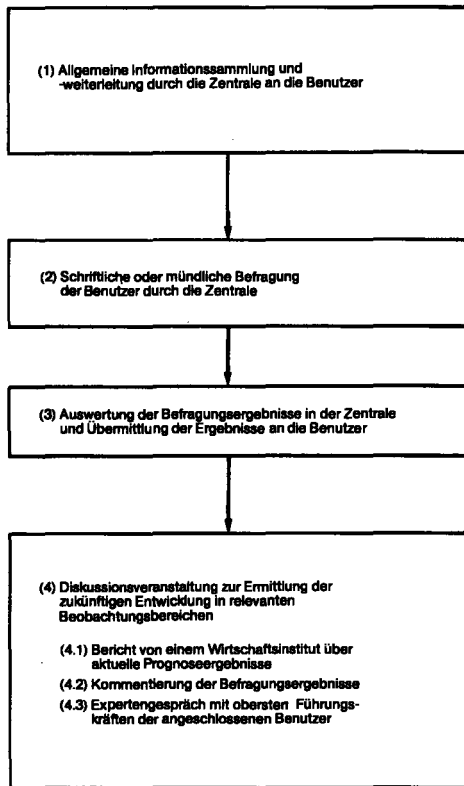 (1) Allgemeine Informationssammlung und
-weiterleitung durch die Zentrale an die Benutzer
(2) Schriftliche oder mündliche Befragung
der Benutzer durch die Zentrale
(3) Auswertung der Befragungsergebnisse in der Zentrale
und Übermittlung der Ergebnisse an die Benutzer
(4) Diskussionsveranstaltung zur Ermittlung der
zukünftigen Entwicklung in relevanten
Beobachtungsbereichen
(4.1) Bericht von einem Wirtschaftsinstitut über
aktuelle Prognoseergebnisse
(4.2) Kommentierung der Befragungsergebnisse
(4.3) Expertengespräch mit obersten Führungs-
kräften der angeschlossenen Benutzer